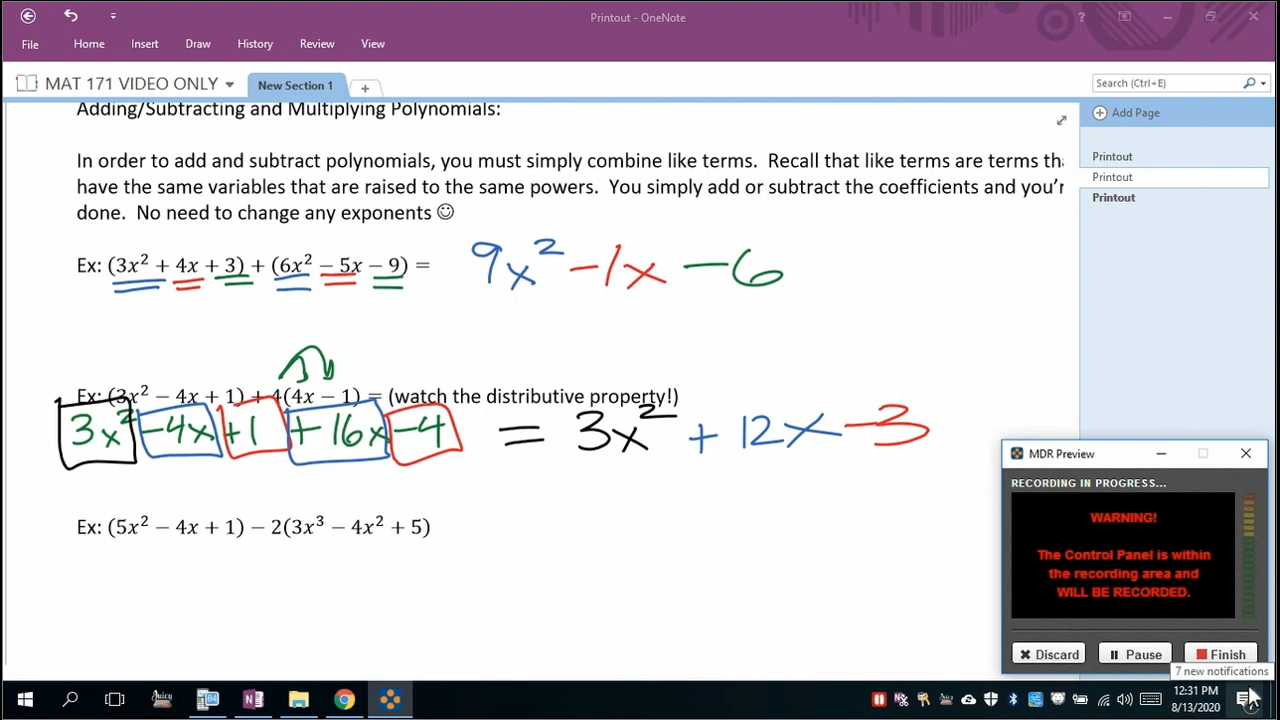 Printout - OneNote
?
File Home Insert Draw History Review View
MAT 171 VIDEO ONLY New Section 1 +
Search (Ctrl+E)
Adding/Subtracting and Multiplying Polynomials:
Add Page
In order to add and subtract polynomials, you must simply combine like terms. Recall that like terms are terms tha
Printout
have the same variables that are raised to the same powers. You simply add or subtract the coefficients and you'r
Printout
done. No need to change any exponents ☺
Printout
Ex: (3x² + 4x + 3) + (6x² − 5x − 9) = 9x² −1x −6
Ex: (3x² − 4x + 1) + 4(4x − 1) = (watch the distributive property!)
3x² −4x +1 +16x −4 = 3x² + 12x −3
Ex: (5x² − 4x + 1) − 2(3x³ − 4x² + 5)
MDR Preview
RECORDING IN PROGRESS...
WARNING!
The Control Panel is within
the recording area and
WILL BE RECORDED.
Discard Pause Finish
7 new notifications
12:31 PM
8/13/2020